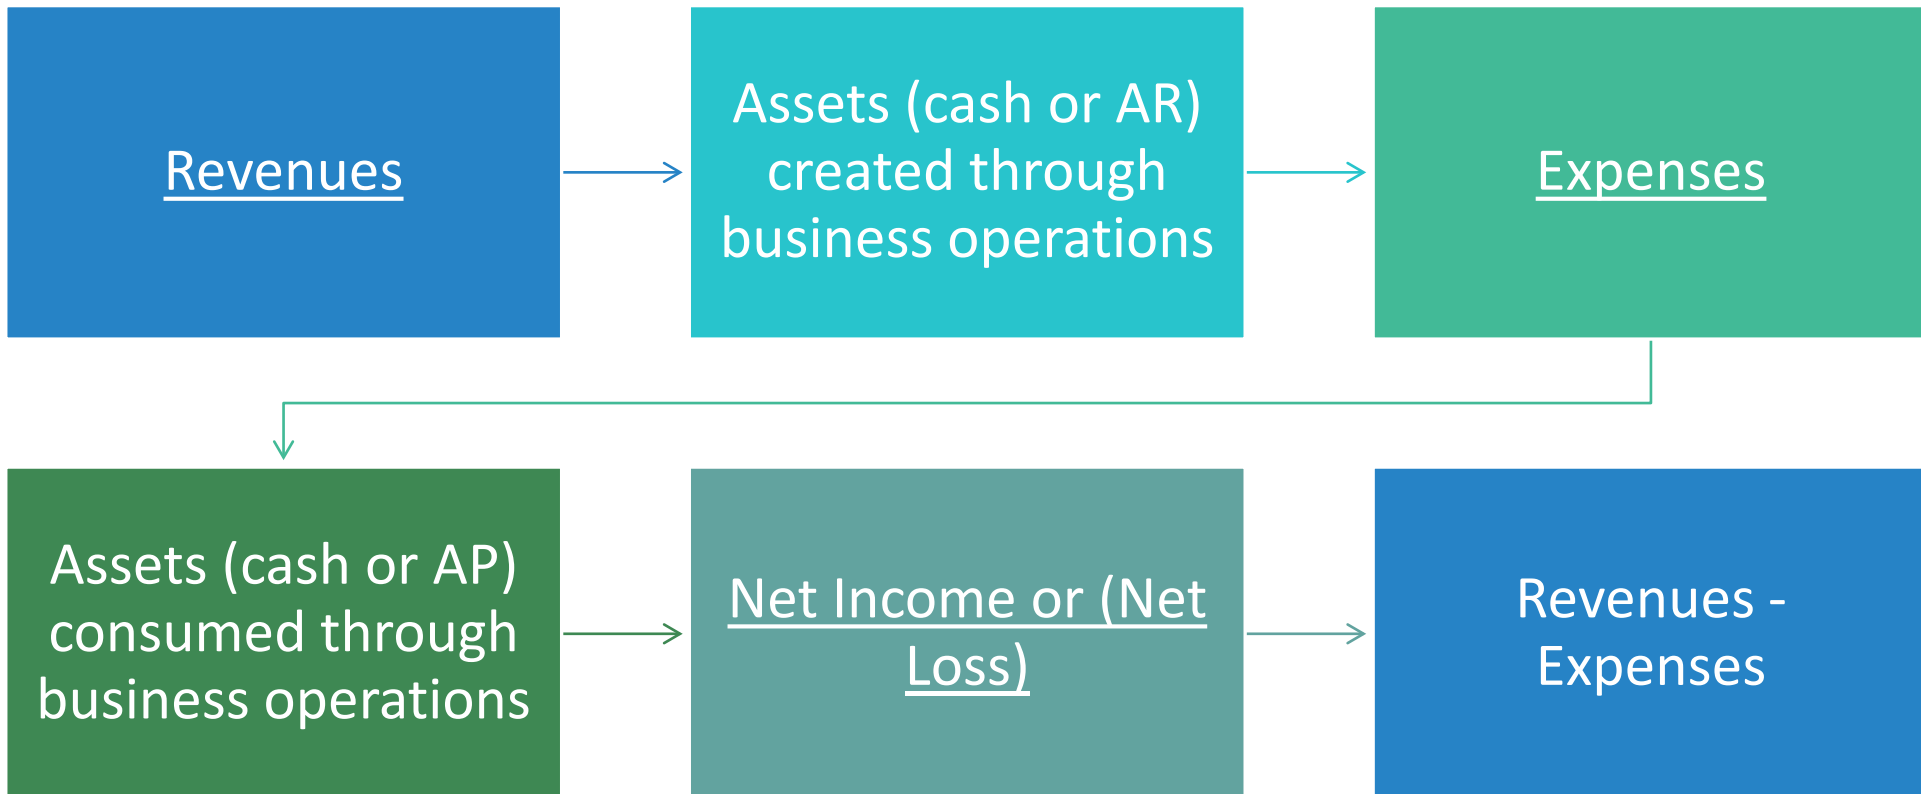 Revenues
Assets (cash or AR)
created through
business operations
Expenses
Assets (cash or AP)
consumed through
business operations
Net Income or (Net
Loss)
Revenues -
Expenses